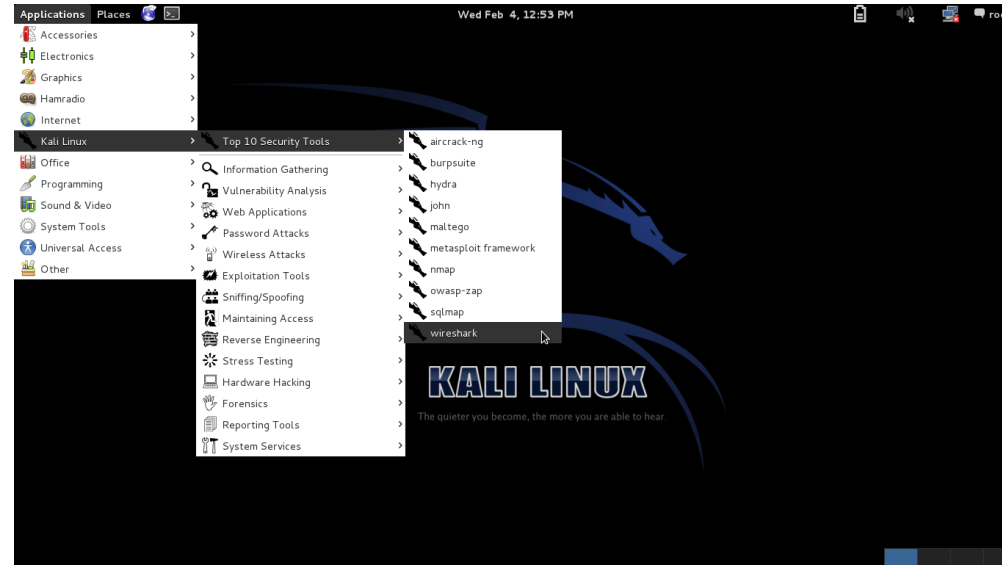 Applications Places Wed Feb 4, 12:53 PM
Accessories
Electronics
Graphics
Hamradio
Internet
Kali Linux
Office
Programming
Sound & Video
System Tools
Universal Access
Other
Top 10 Security Tools
Information Gathering
Vulnerability Analysis
Web Applications
Password Attacks
Wireless Attacks
Exploitation Tools
Sniffing/Spoofing
Maintaining Access
Reverse Engineering
Stress Testing
Hardware Hacking
Forensics
Reporting Tools
System Services
aircrack-ng
burpsuite
hydra
john
maltego
metasploit framework
nmap
owasp-zap
sqlmap
wireshark
KALI LINUX
The quieter you become, the more you are able to hear.